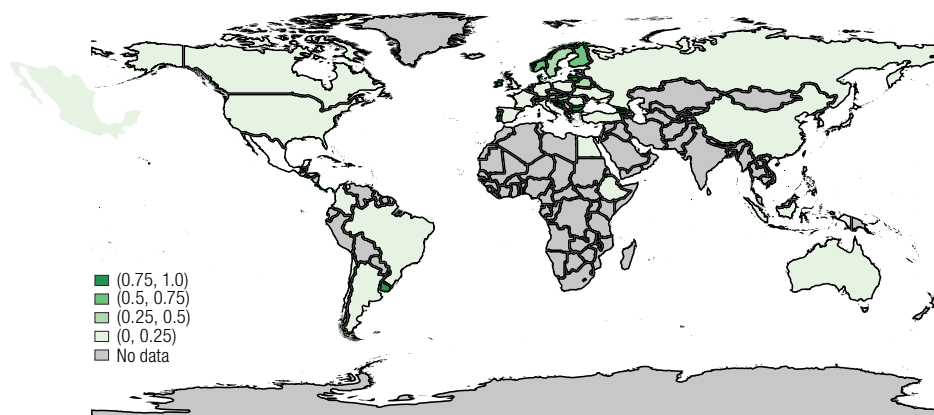 (0.75, 1.0)
(0.5, 0.75)
(0.25, 0.5)
(0, 0.25)
No data